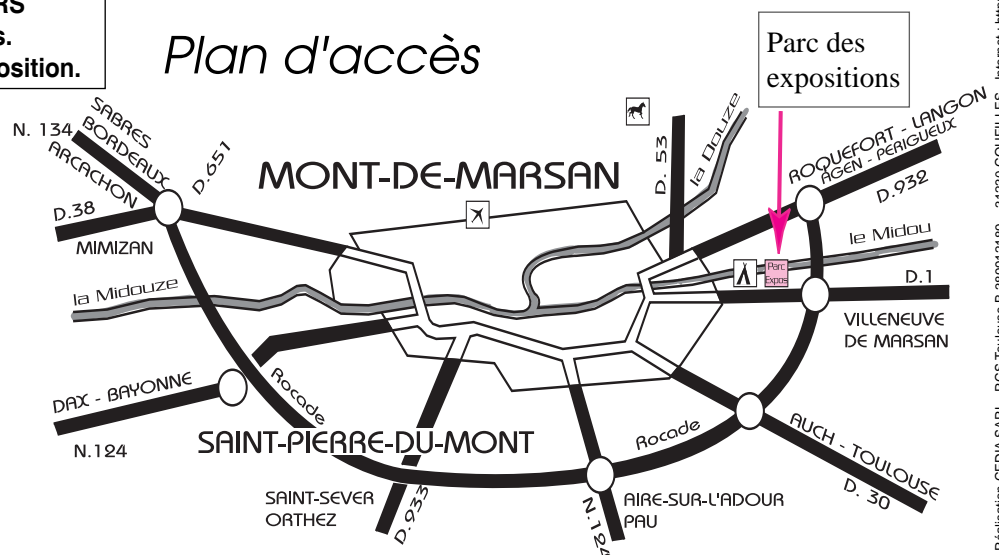 RS
s.
osition.
Plan d'accès
Parc des
expositions
SABRES
BORDEAUX
ARCACHON
N. 134
D.651
D.38
MIMIZAN
MONT-DE-MARSAN
D. 53
la Douze
ROQUEFORT - LANGON
AGEN - PERIGUEUX
D.932
le Midou
Parc
Expos
D.1
VILLENEUVE
DE MARSAN
la Midouze
DAX - BAYONNE
N.124
Rocade
SAINT-PIERRE-DU-MONT
Rocade
AUCH - TOULOUSE
D. 30
SAINT-SEVER
ORTHEZ
D.933
N.124
AIRE-SUR-L'ADOUR
PAU